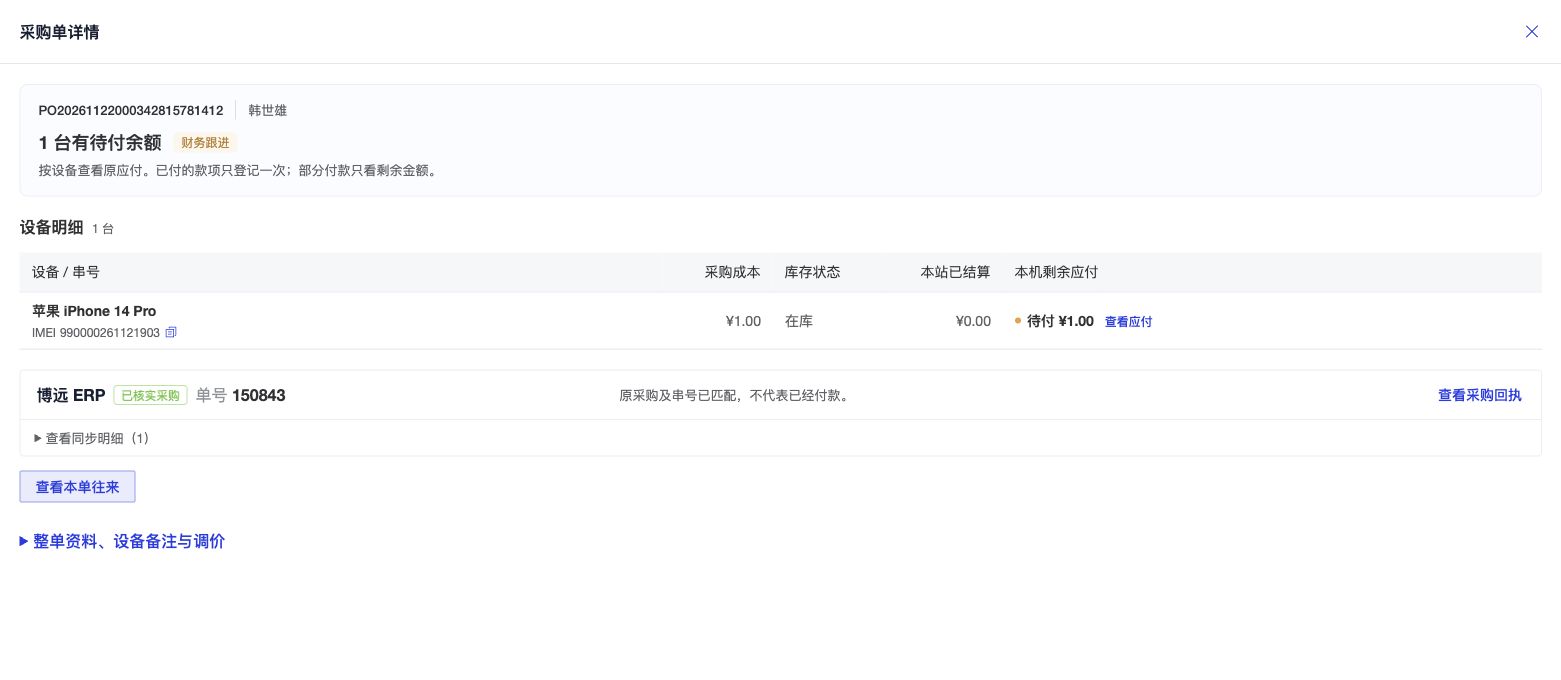 采购单详情
PO20261122000342815781412 韩世雄
1 台有待付余额 财务跟进
按设备查看原应付。已付的款项只登记一次；部分付款只看剩余金额。
设备明细 1 台
设备 / 串号 采购成本 库存状态 本站已结算 本机剩余应付
苹果 iPhone 14 Pro
IMEI 990000261121903
¥1.00 在库 ¥0.00 待付 ¥1.00 查看应付
博远 ERP 已核实采购 单号 150843 原采购及串号已匹配，不代表已经付款。 查看采购回执
查看同步明细（1）
查看本单往来
整单资料、设备备注与调价